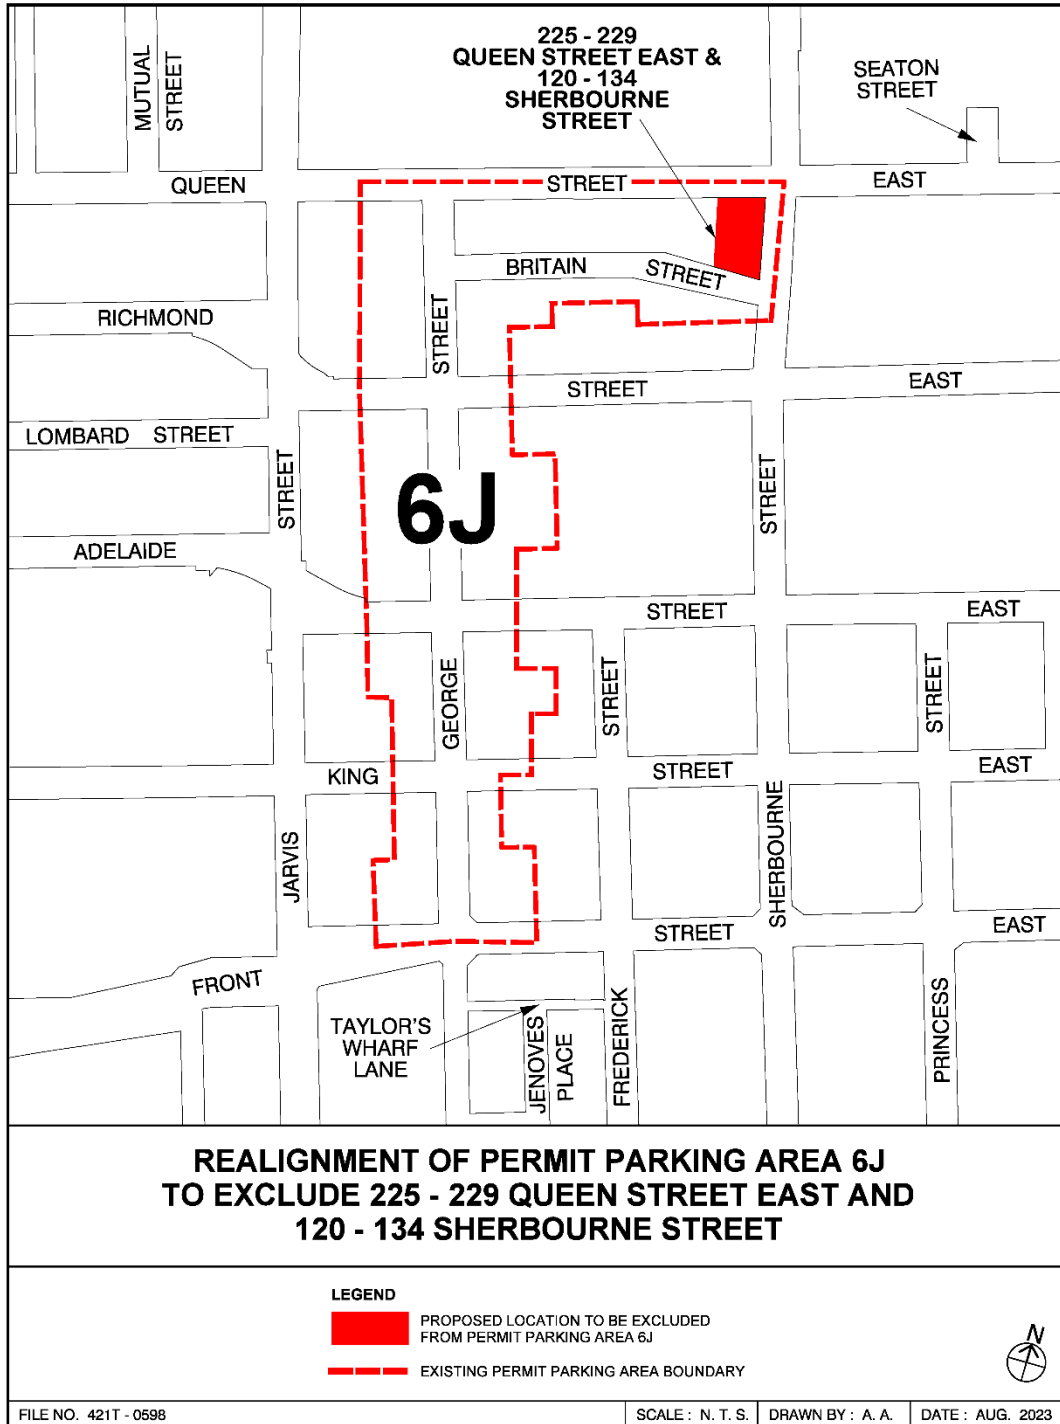 225 - 229
QUEEN STREET EAST &
120 - 134
SHERBOURNE
STREET
MUTUAL
STREET
SEATON
STREET
QUEEN
STREET
EAST
BRITAIN
STREET
RICHMOND
STREET
STREET
EAST
LOMBARD STREET
STREET
STREET
6J
ADELAIDE
STREET
EAST
GEORGE
STREET
STREET
KING
STREET
EAST
JARVIS
SHERBOURNE
STREET
EAST
FRONT
TAYLOR'S
WHARF
LANE
JENOVES
PLACE
FREDERICK
PRINCESS
REALIGNMENT OF PERMIT PARKING AREA 6J
TO EXCLUDE 225 - 229 QUEEN STREET EAST AND
120 - 134 SHERBOURNE STREET
LEGEND
PROPOSED LOCATION TO BE EXCLUDED
FROM PERMIT PARKING AREA 6J
EXISTING PERMIT PARKING AREA BOUNDARY
N
FILE NO. 421T - 0598
SCALE : N. T. S.
DRAWN BY : A. A.
DATE : AUG. 2023